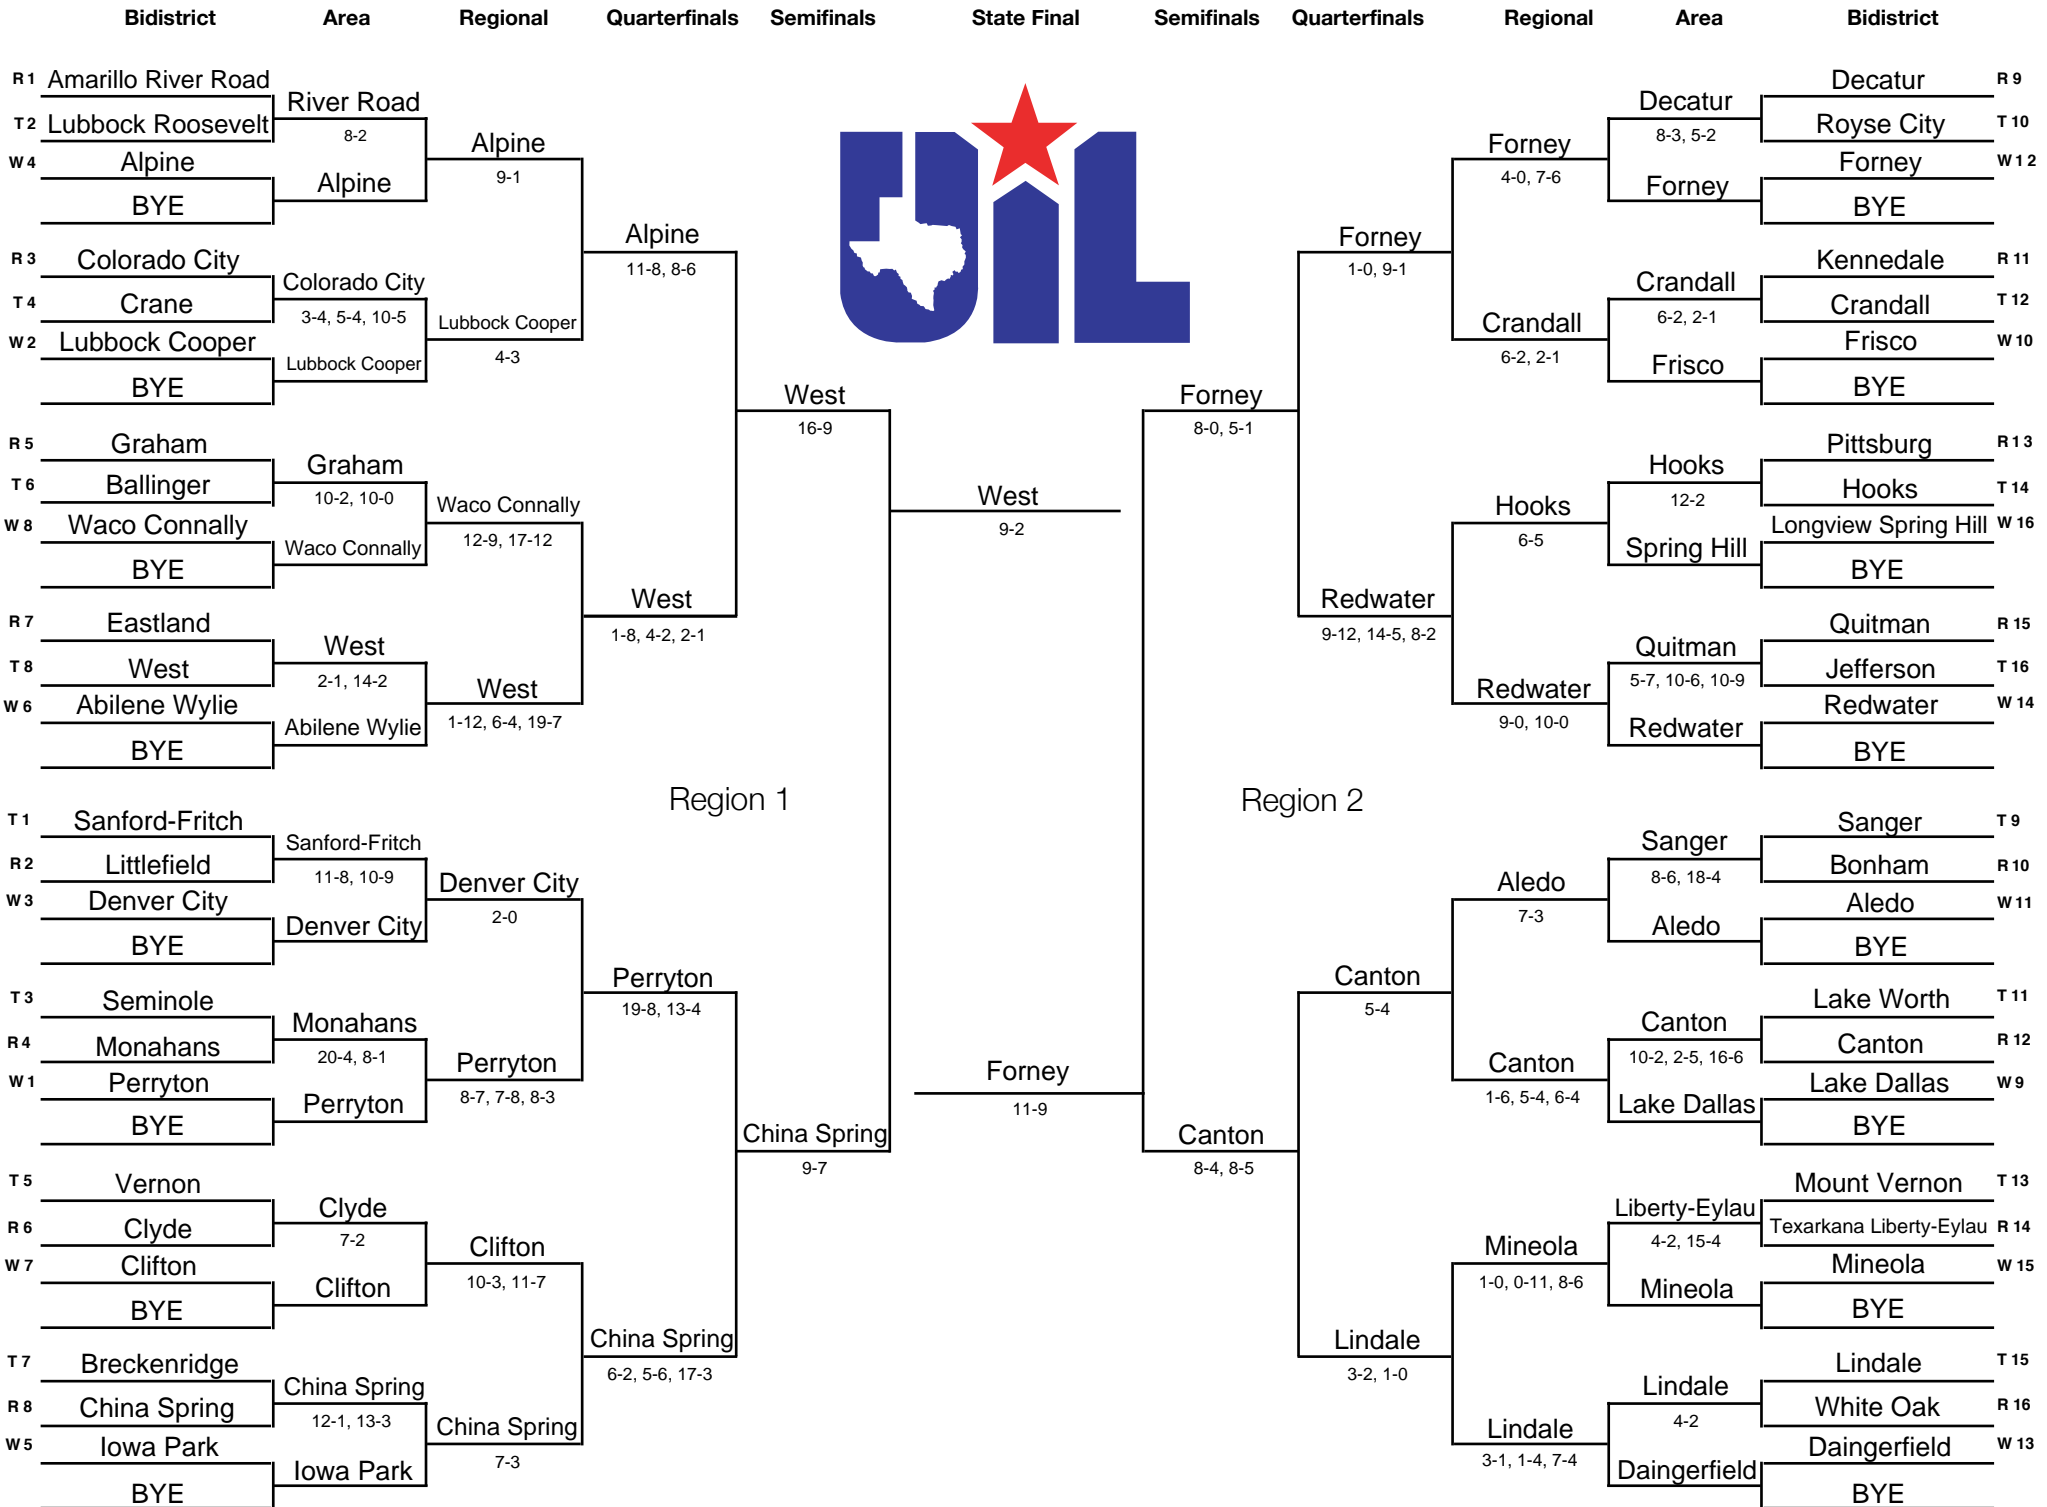 Bidistrict Area Regional Quarterfinals Semifinals State Final Semifinals Quarterfinals Regional Area Bidistrict
R 1 Amarillo River Road
River Road
T 2 Lubbock Roosevelt
8-2
Alpine
W 4 Alpine
9-1
Alpine
BYE
Alpine
11-8, 8-6
R 3 Colorado City
Colorado City
T 4 Crane
3-4, 5-4, 10-5
Lubbock Cooper
W 2 Lubbock Cooper
4-3
Lubbock Cooper
BYE
West
16-9
R 5 Graham
Graham
T 6 Ballinger
10-2, 10-0
Waco Connally
W 8 Waco Connally
12-9, 17-12
Waco Connally
BYE
West
1-8, 4-2, 2-1
R 7 Eastland
West
T 8 West
2-1, 14-2
West
W 6 Abilene Wylie
1-12, 6-4, 19-7
Abilene Wylie
BYE
Region 1
T 1 Sanford-Fritch
Sanford-Fritch
R 2 Littlefield
11-8, 10-9
Denver City
W 3 Denver City
2-0
Denver City
BYE
Perryton
19-8, 13-4
T 3 Seminole
Monahans
R 4 Monahans
20-4, 8-1
Perryton
W 1 Perryton
8-7, 7-8, 8-3
Perryton
BYE
China Spring
9-7
T 5 Vernon
Clyde
R 6 Clyde
7-2
Clifton
W 7 Clifton
10-3, 11-7
Clifton
BYE
China Spring
6-2, 5-6, 17-3
T 7 Breckenridge
China Spring
R 8 China Spring
12-1, 13-3
China Spring
W 5 Iowa Park
7-3
Iowa Park
BYE
UIL
West
9-2
Forney
11-9
Decatur R 9
Decatur
Royse City T 10
8-3, 5-2
Forney
Forney W 1 2
4-0, 7-6
Forney
BYE
Forney
1-0, 9-1
Kennedale R 11
Crandall
Crandall T 12
6-2, 2-1
Crandall
Frisco W 10
6-2, 2-1
Frisco
BYE
Forney
8-0, 5-1
Pittsburg R 1 3
Hooks
Hooks T 14
12-2
Hooks
Longview Spring Hill W 16
6-5
Spring Hill
BYE
Redwater
9-12, 14-5, 8-2
Quitman R 15
Quitman
Jefferson T 16
5-7, 10-6, 10-9
Redwater
Redwater W 14
9-0, 10-0
Redwater
BYE
Region 2
Sanger T 9
Sanger
Bonham R 10
8-6, 18-4
Aledo
Aledo W 11
7-3
Aledo
BYE
Canton
5-4
Lake Worth T 11
Canton
Canton R 12
10-2, 2-5, 16-6
Canton
Lake Dallas W 9
1-6, 5-4, 6-4
Lake Dallas
BYE
Canton
8-4, 8-5
Mount Vernon T 13
Liberty-Eylau
Texarkana Liberty-Eylau R 14
4-2, 15-4
Mineola
Mineola W 15
1-0, 0-11, 8-6
Mineola
BYE
Lindale
3-2, 1-0
Lindale T 15
Lindale
White Oak R 16
4-2
Lindale
Daingerfield W 13
3-1, 1-4, 7-4
Daingerfield
BYE